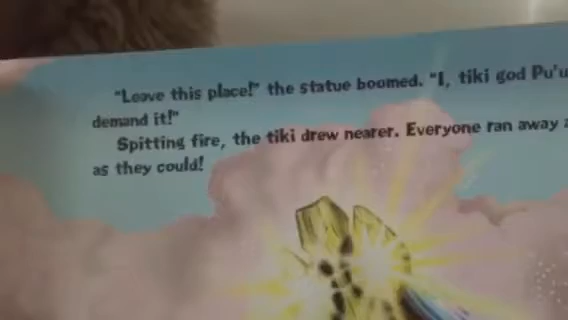 "Leave this place!" the statue boomed. "I, tiki god Pu'u
demand it!"
Spitting fire, the tiki drew nearer. Everyone ran away
as they could!